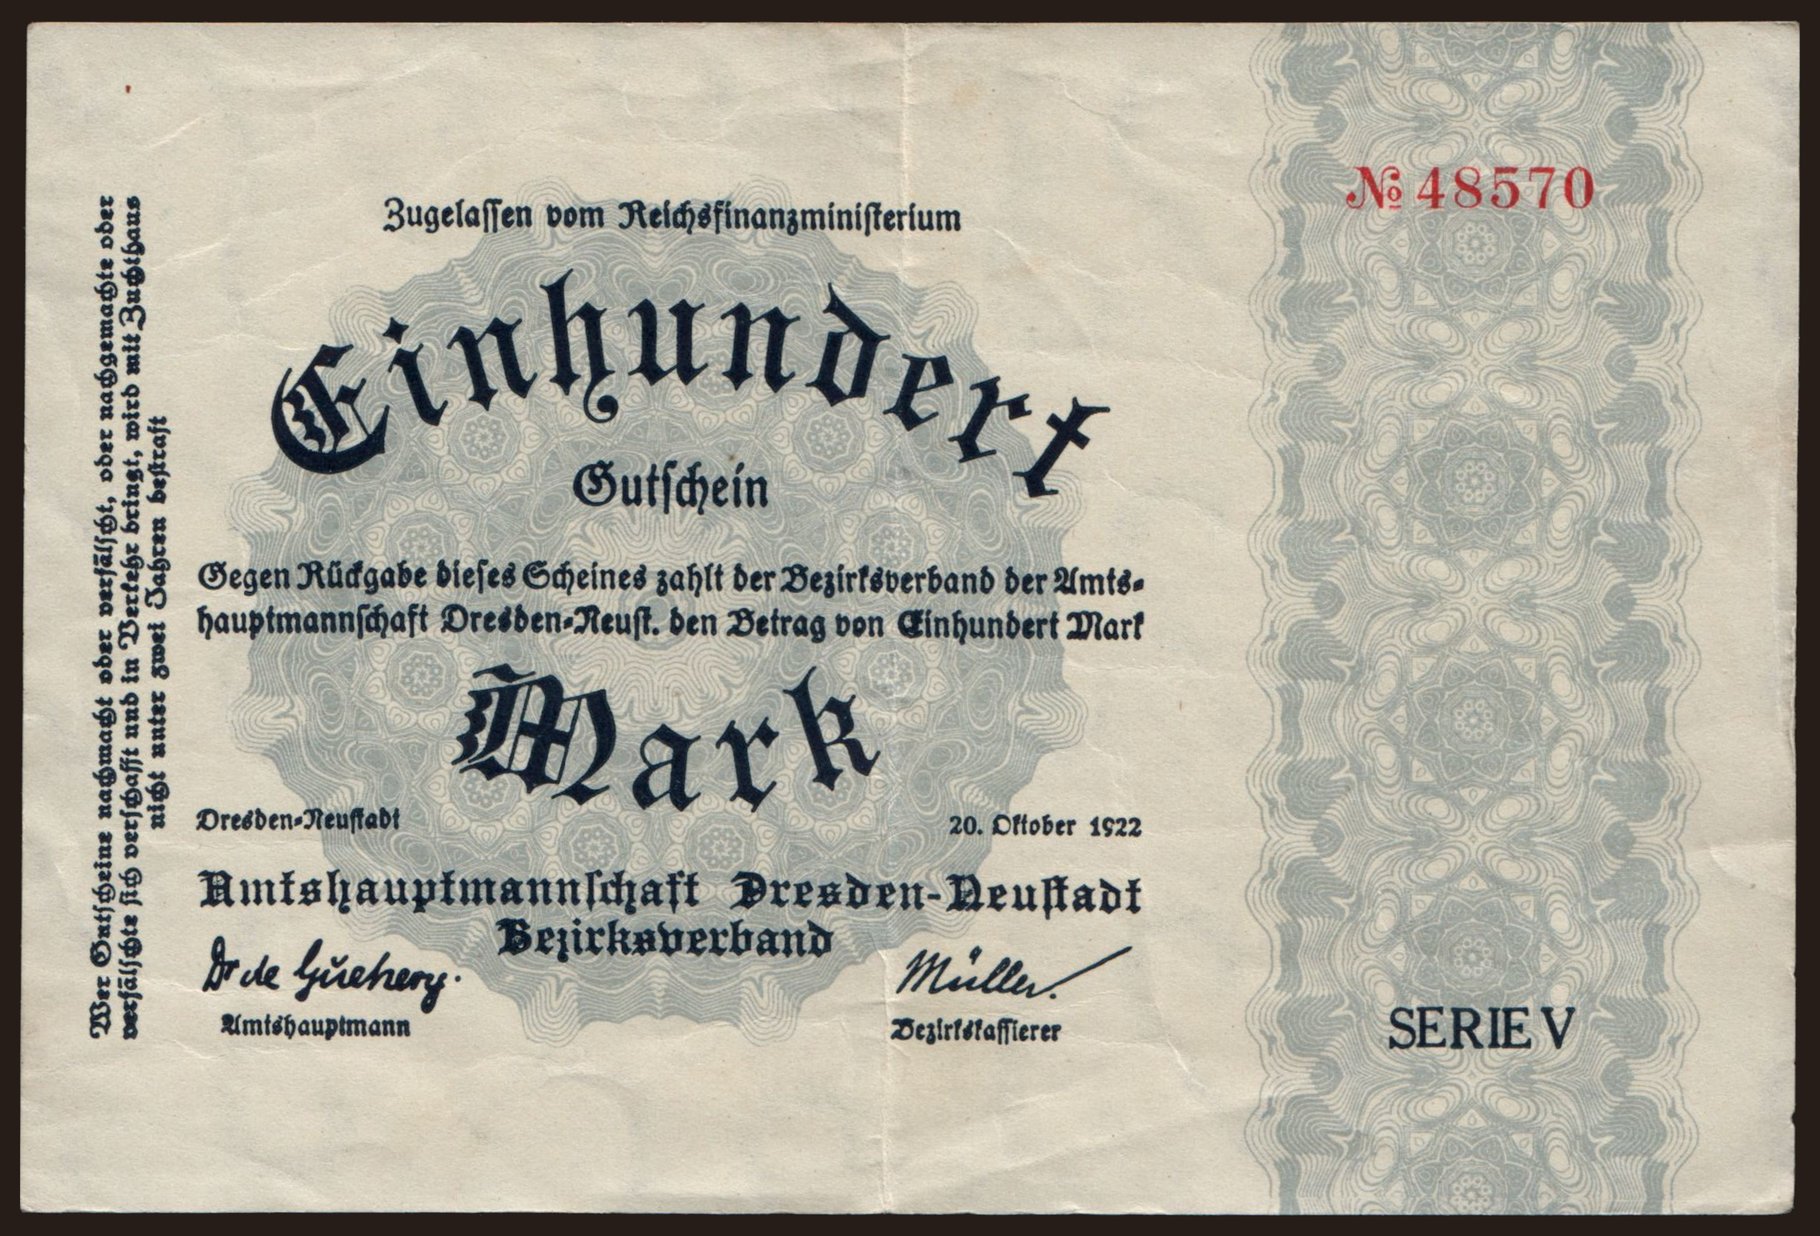 Wer Gutscheine nachmacht oder verfälscht, oder nachgemachte oder
verfälschte sich verschafft und in Verkehr bringt, wird mit Zuchthaus
nicht unter zwei Jahren bestraft
№ 48570
Zugelassen vom Reichsfinanzministerium
Einhundert
Gutschein
Gegen Rückgabe dieses Scheines zahlt der Bezirksverband der Amts-
hauptmannschaft Dresden-Neust. den Betrag von Einhundert Mark
Mark
Dresden-Neustadt 20. Oktober 1922
Amtshauptmannschaft Dresden-Neustadt
Bezirksverband
Dr de Guehery. Müller.
Amtshauptmann Bezirkskassierer
SERIE V